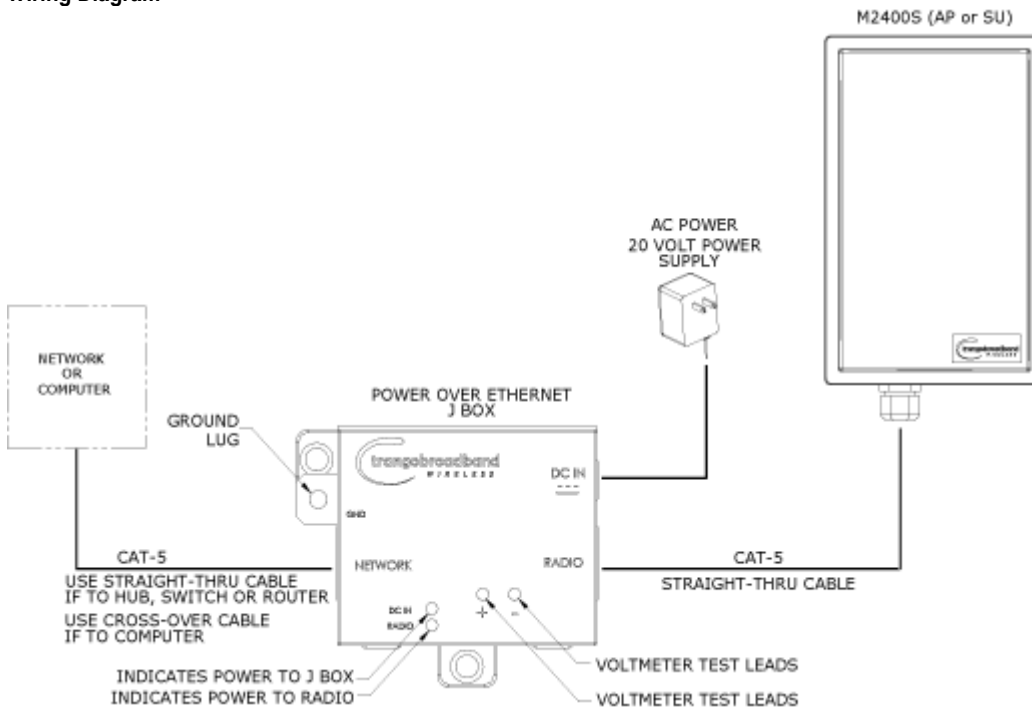 Wiring Diagram
M2400S (AP or SU)
AC POWER
20 VOLT POWER
SUPPLY
trangobroadband
WIRELESS
NETWORK
OR
COMPUTER
POWER OVER ETHERNET
J BOX
GROUND
LUG
trangobroadband
WIRELESS
DC IN
GND
NETWORK
RADIO
CAT-5
USE STRAIGHT-THRU CABLE
IF TO HUB, SWITCH OR ROUTER
USE CROSS-OVER CABLE
IF TO COMPUTER
CAT-5
STRAIGHT-THRU CABLE
DC IN
RADIO
+
-
INDICATES POWER TO J BOX
INDICATES POWER TO RADIO
VOLTMETER TEST LEADS
VOLTMETER TEST LEADS